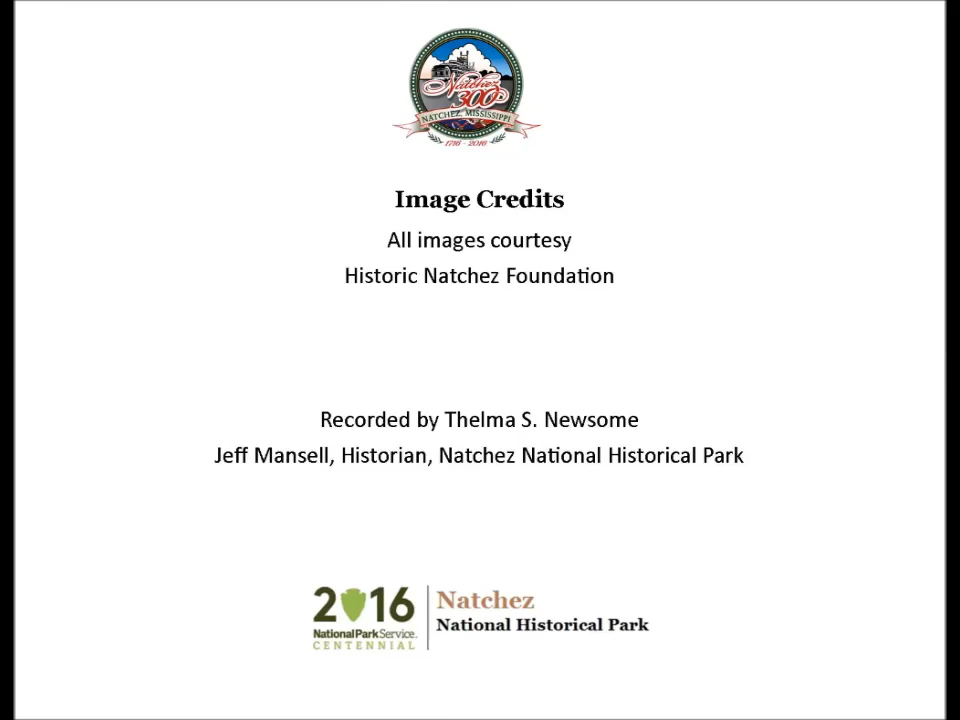 Natchez
300
NATCHEZ, MISSISSIPPI
1716 - 2016
Image Credits
All images courtesy
Historic Natchez Foundation
Recorded by Thelma S. Newsome
Jeff Mansell, Historian, Natchez National Historical Park
2016
National Park Service.
CENTENNIAL
Natchez
National Historical Park